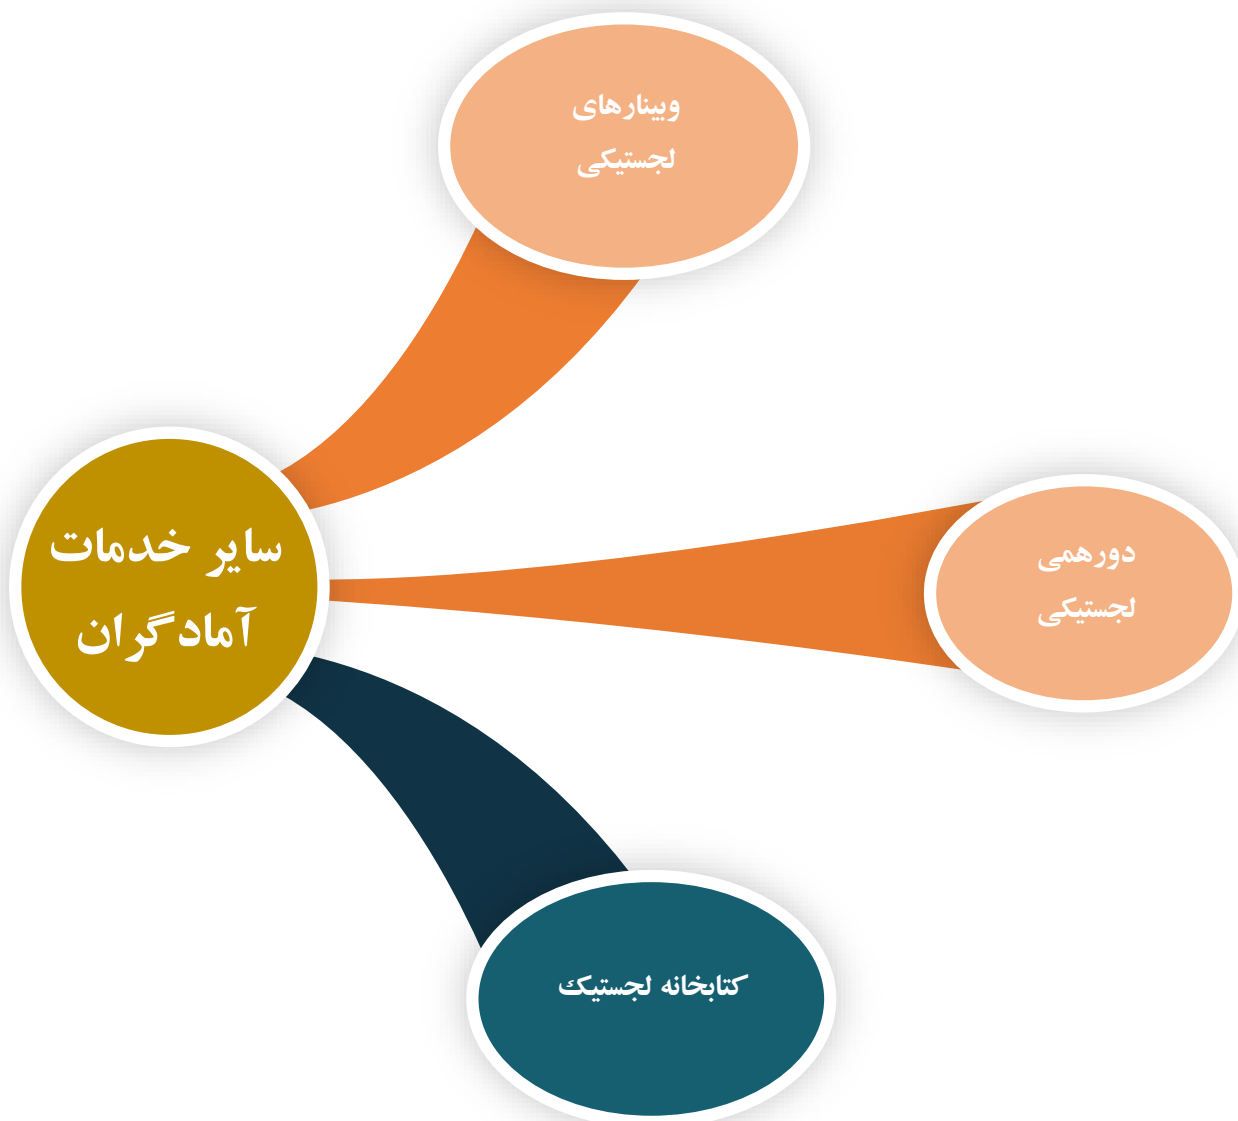 وبینارهای
لجستیکی
سایر خدمات
آمادگران
دورهمی
لجستیکی
کتابخانه لجستیک